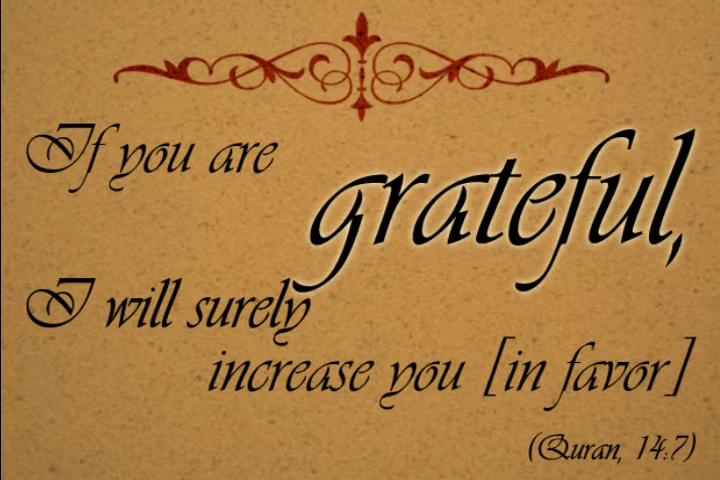 If you are
grateful,
I will surely
increase you [in favor]
(Quran, 14:7)